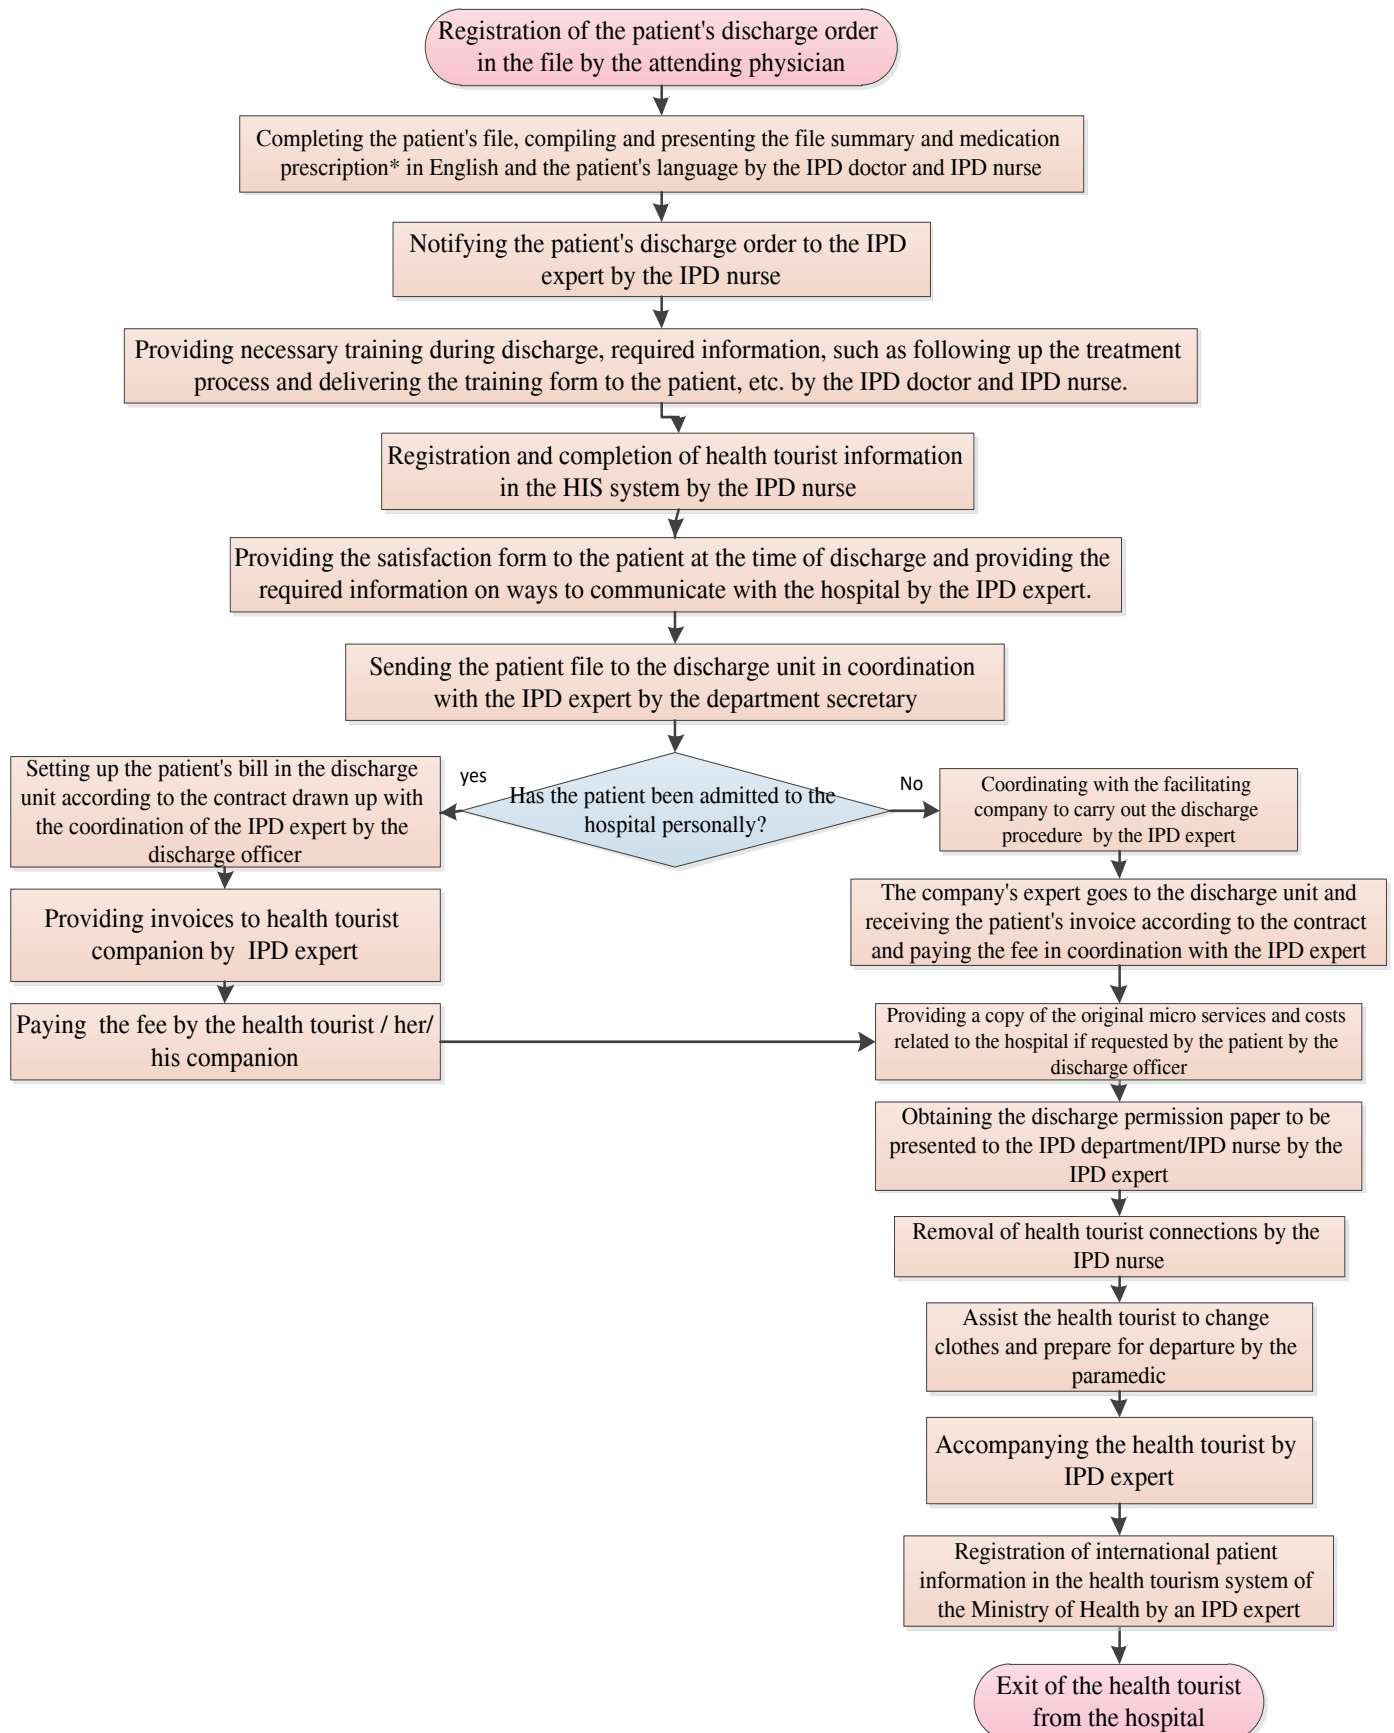 Registration of the patient's discharge order
in the file by the attending physician
Completing the patient's file, compiling and presenting the file summary and medication
prescription* in English and the patient's language by the IPD doctor and IPD nurse
Notifying the patient's discharge order to the IPD
expert by the IPD nurse
Providing necessary training during discharge, required information, such as following up the treatment
process and delivering the training form to the patient, etc. by the IPD doctor and IPD nurse.
Registration and completion of health tourist information
in the HIS system by the IPD nurse
Providing the satisfaction form to the patient at the time of discharge and providing the
required information on ways to communicate with the hospital by the IPD expert.
Sending the patient file to the discharge unit in coordination
with the IPD expert by the department secretary
Has the patient been admitted to the
hospital personally?
yes
Setting up the patient's bill in the discharge
unit according to the contract drawn up with
the coordination of the IPD expert by the
discharge officer
Providing invoices to health tourist
companion by IPD expert
Paying the fee by the health tourist / her/
his companion
No
Coordinating with the facilitating
company to carry out the discharge
procedure by the IPD expert
The company's expert goes to the discharge unit and
receiving the patient's invoice according to the contract
and paying the fee in coordination with the IPD expert
Providing a copy of the original micro services and costs
related to the hospital if requested by the patient by the
discharge officer
Obtaining the discharge permission paper to be
presented to the IPD department/IPD nurse by the
IPD expert
Removal of health tourist connections by the
IPD nurse
Assist the health tourist to change
clothes and prepare for departure by the
paramedic
Accompanying the health tourist by
IPD expert
Registration of international patient
information in the health tourism system of
the Ministry of Health by an IPD expert
Exit of the health tourist
from the hospital